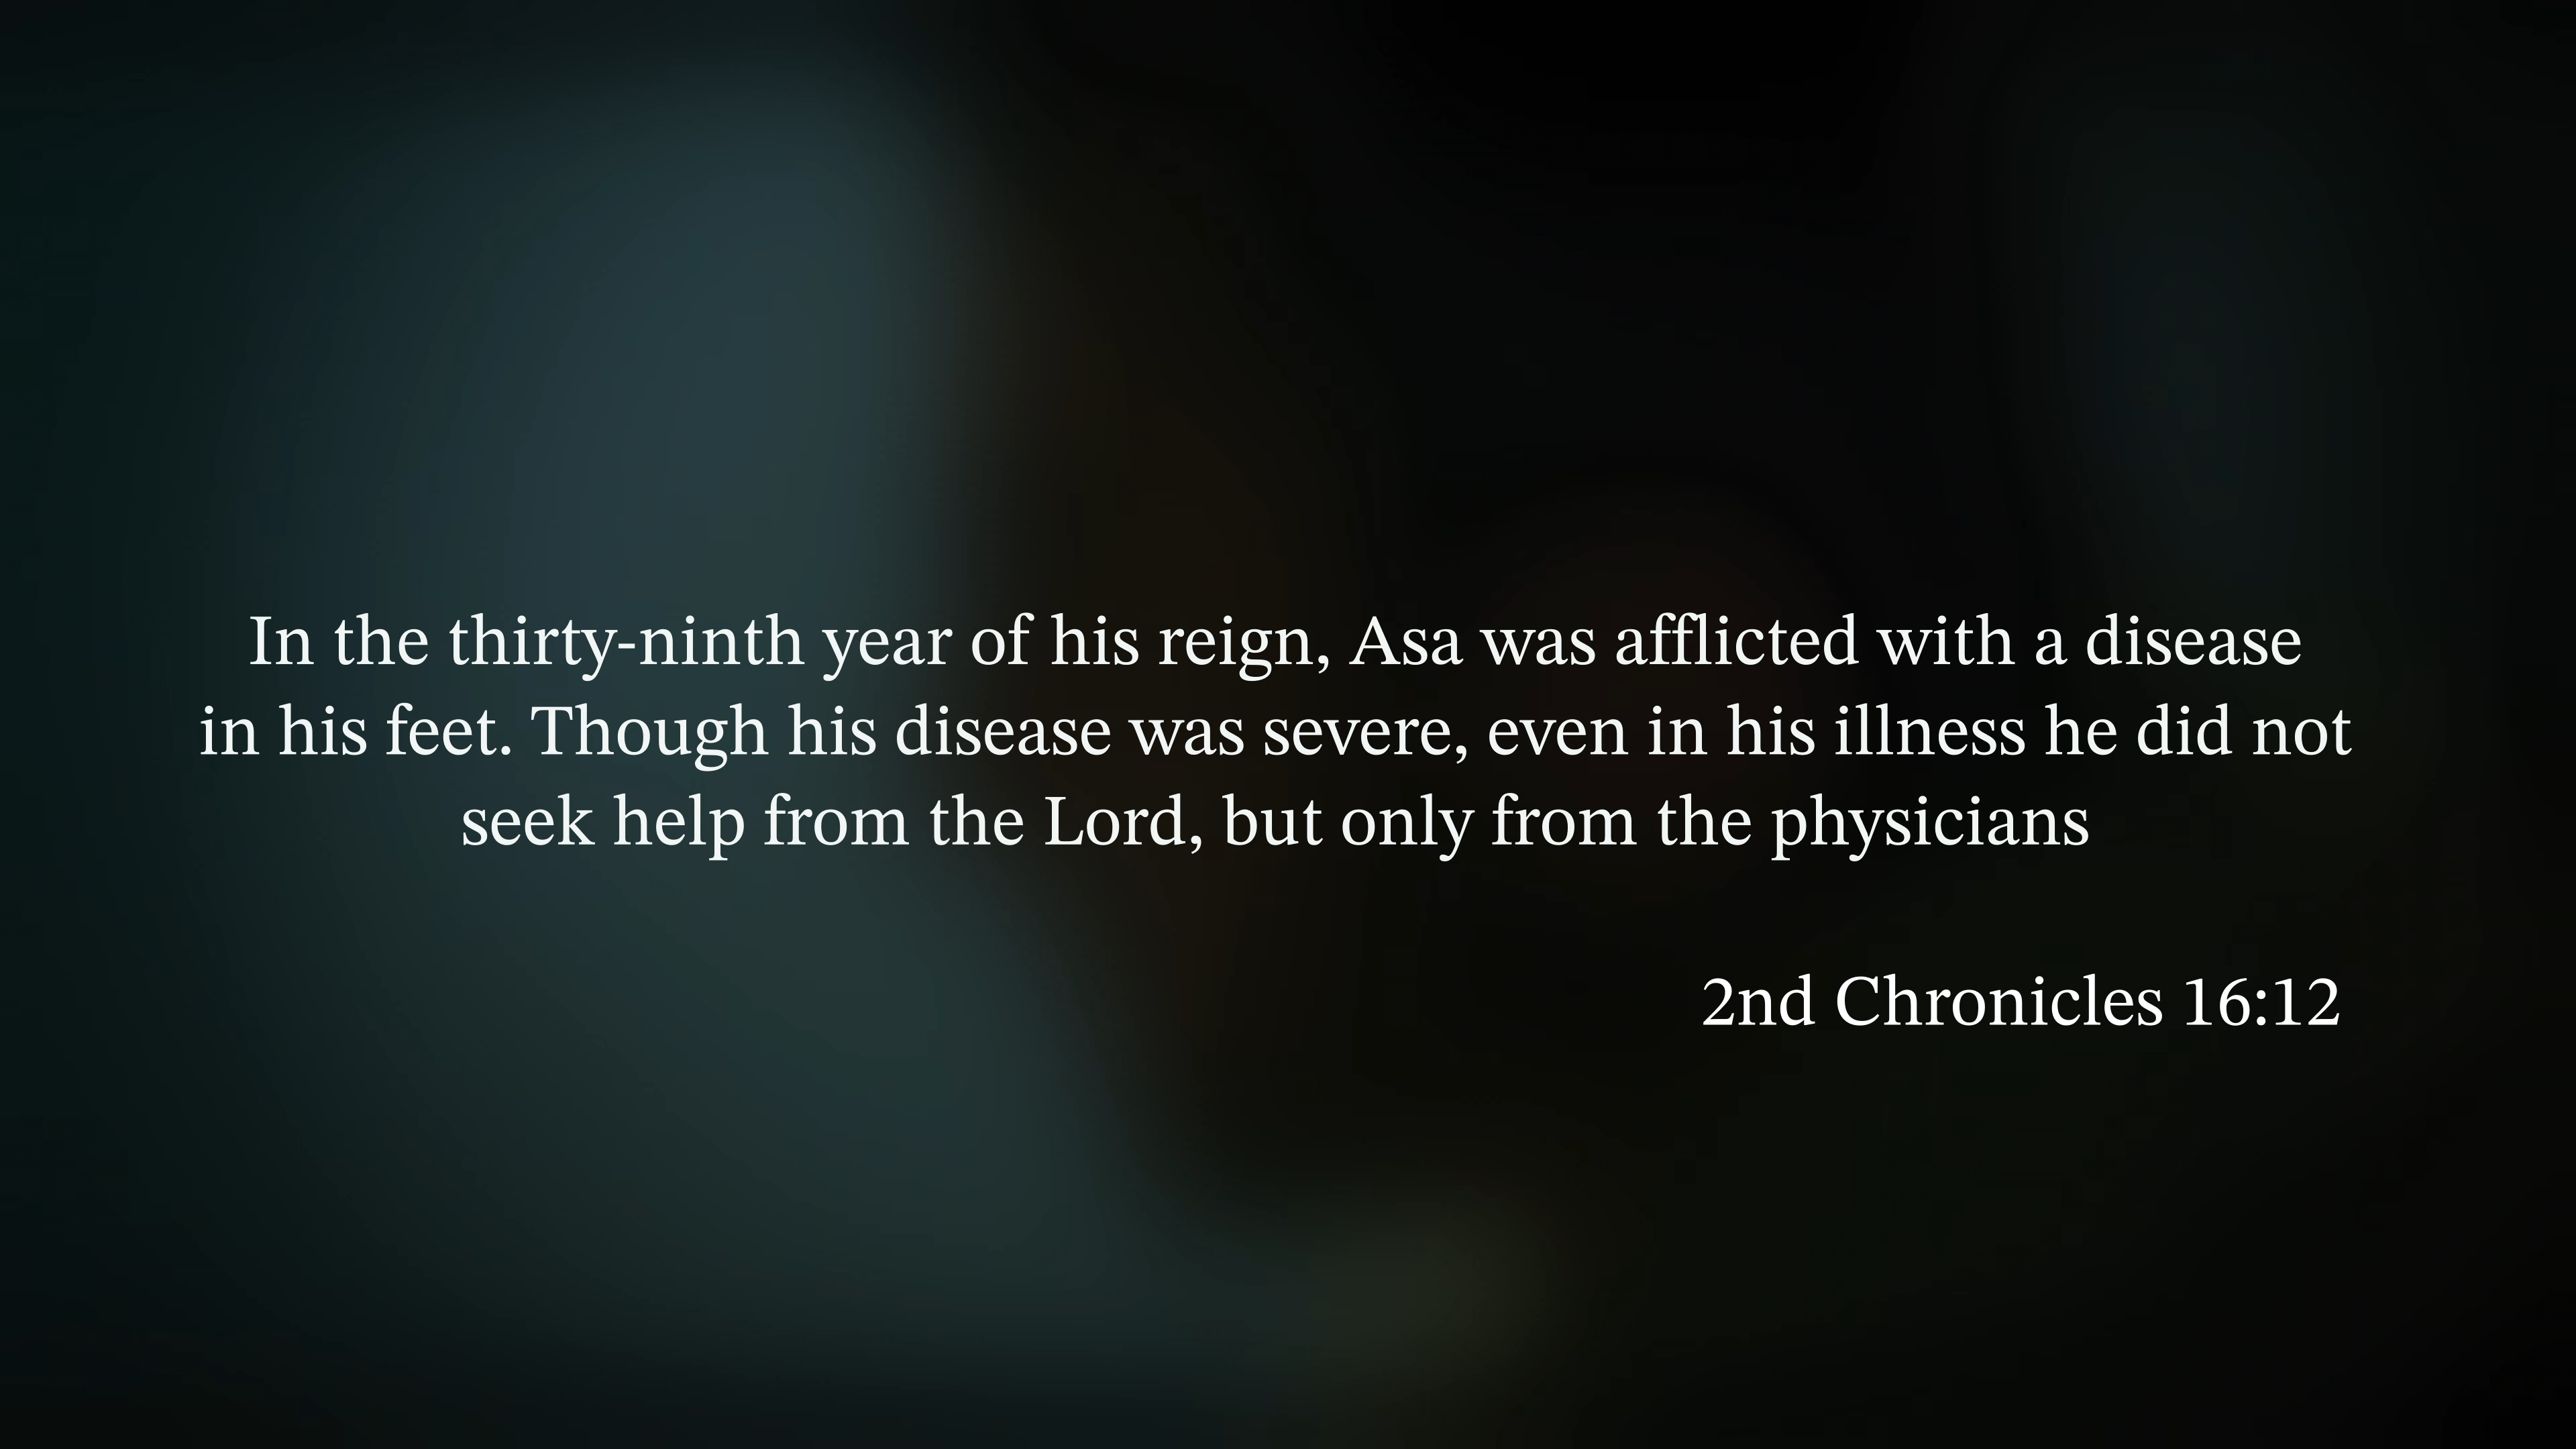 In the thirty-ninth year of his reign, Asa was afflicted with a disease
in his feet. Though his disease was severe, even in his illness he did not
seek help from the Lord, but only from the physicians
2nd Chronicles 16:12